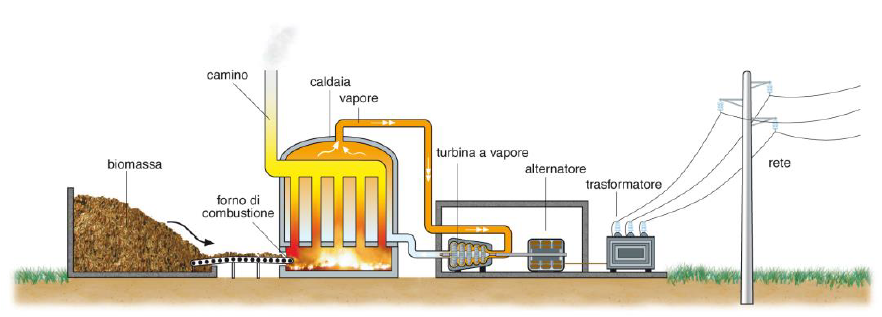 camino
caldaia
vapore
biomassa
turbina a vapore
alternatore
trasformatore
rete
forno di
combustione